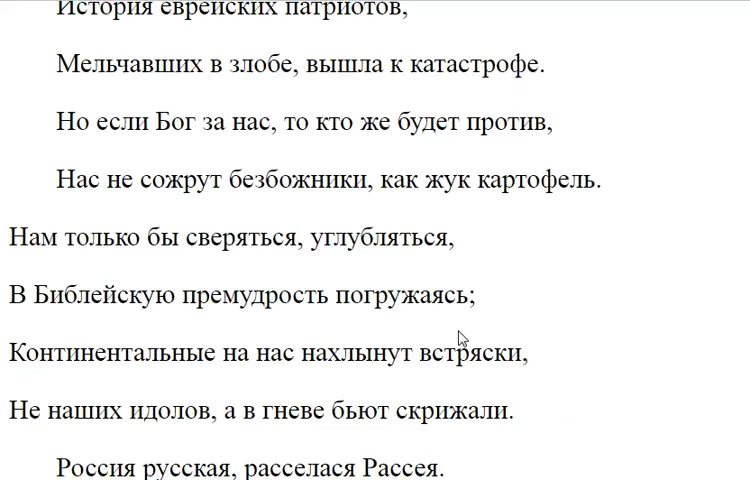 История еврейских патриотов,
Мельчавших в злобе, вышла к катастрофе.
Но если Бог за нас, то кто же будет против,
Нас не сожрут безбожники, как жук картофель.
Нам только бы сверяться, углубляться,
В Библейскую премудрость погружаясь;
Континентальные на нас нахлынут встряски,
Не наших идолов, а в гневе бьют скрижали.
Россия русская, расселася Рассея.